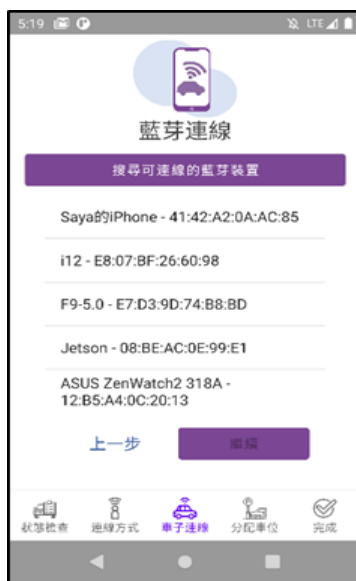 5:19
LTE
藍芽連線
搜尋可連線的藍芽裝置
Saya的iPhone - 41:42:A2:0A:AC:85
i12 - E8:07:BF:26:60:98
F9-5.0 - E7:D3:9D:74:B8:BD
Jetson - 08:BE:AC:0E:99:E1
ASUS ZenWatch2 318A -
12:B5:A4:0C:20:13
上一步 繼續
狀態檢查 連線方式 車子連線 分配車位 完成